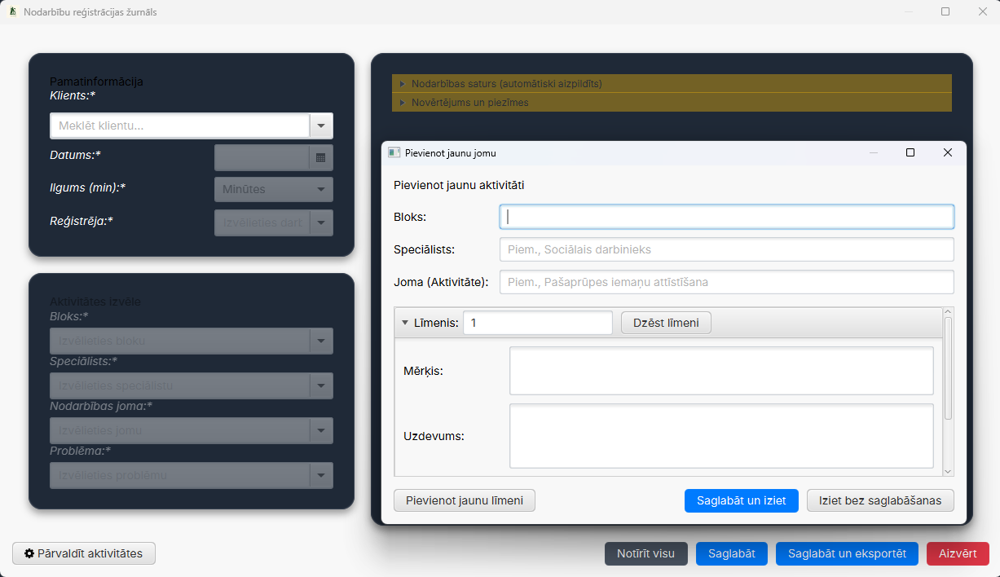 Nodarbību reģistrācijas žurnāls
Pamatinformācija
Klients:*
Meklēt klientu...
Datums:*
Ilgums (min):*
Minūtes
Reģistrēja:*
Izvēlieties darb
Aktivitātes izvēle
Bloks:*
Izvēlieties bloku
Speciālists:*
Izvēlieties speciālistu
Nodarbības joma:*
Izvēlieties jomu
Problēma:*
Izvēlieties problēmu
Nodarbības saturs (automātiski aizpildīts)
Novērtējums un piezīmes
Pievienot jaunu jomu
Pievienot jaunu aktivitāti
Bloks:
Speciālists:
Piem., Sociālais darbinieks
Joma (Aktivitāte):
Piem., Pašaprūpes iemaņu attīstīšana
Līmenis:
1
Dzēst līmeni
Mērķis:
Uzdevums:
Pievienot jaunu līmeni
Saglabāt un iziet
Iziet bez saglabāšanas
Pārvaldīt aktivitātes
Notīrīt visu
Saglabāt
Saglabāt un eksportēt
Aizvērt